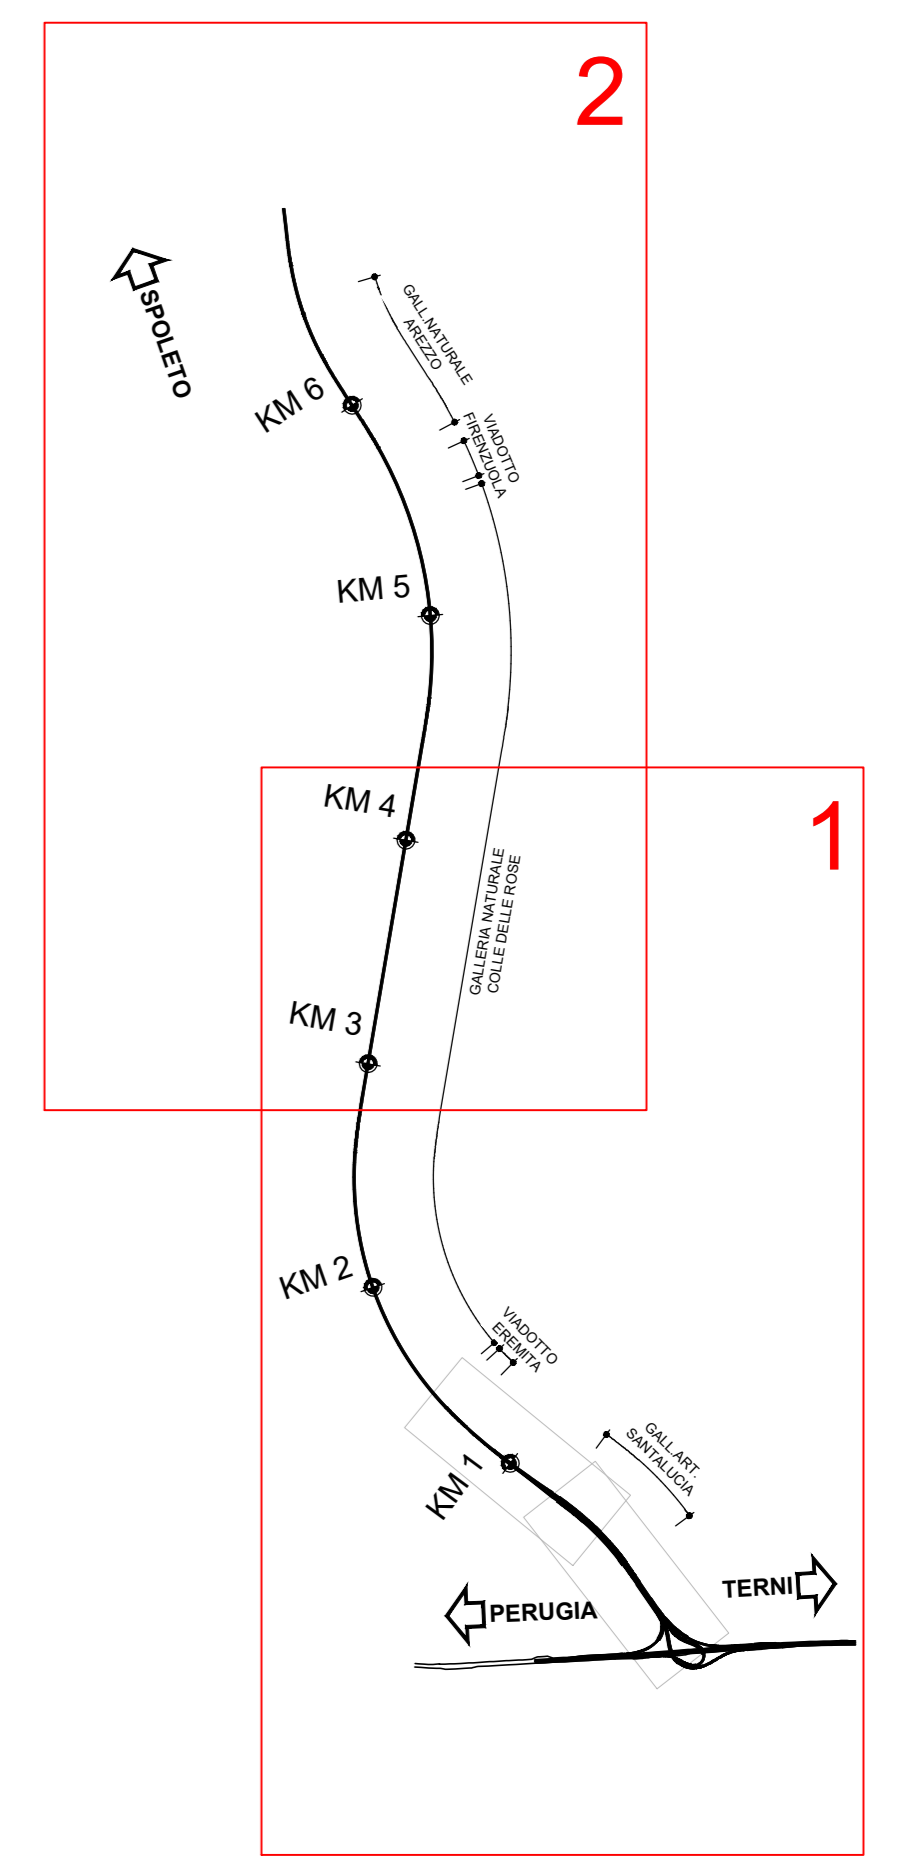 2
SPOLETO
GALL.NATURALE
AREZZO
KM 6
VIADOTTO
FIRENZUOLA
KM 5
KM 4
1
GALLERIA NATURALE
COLLE DELLE ROSE
KM 3
KM 2
VIADOTTO
EREMITA
GALL.ART.
SANTALUCIA
KM 1
TERNI
PERUGIA